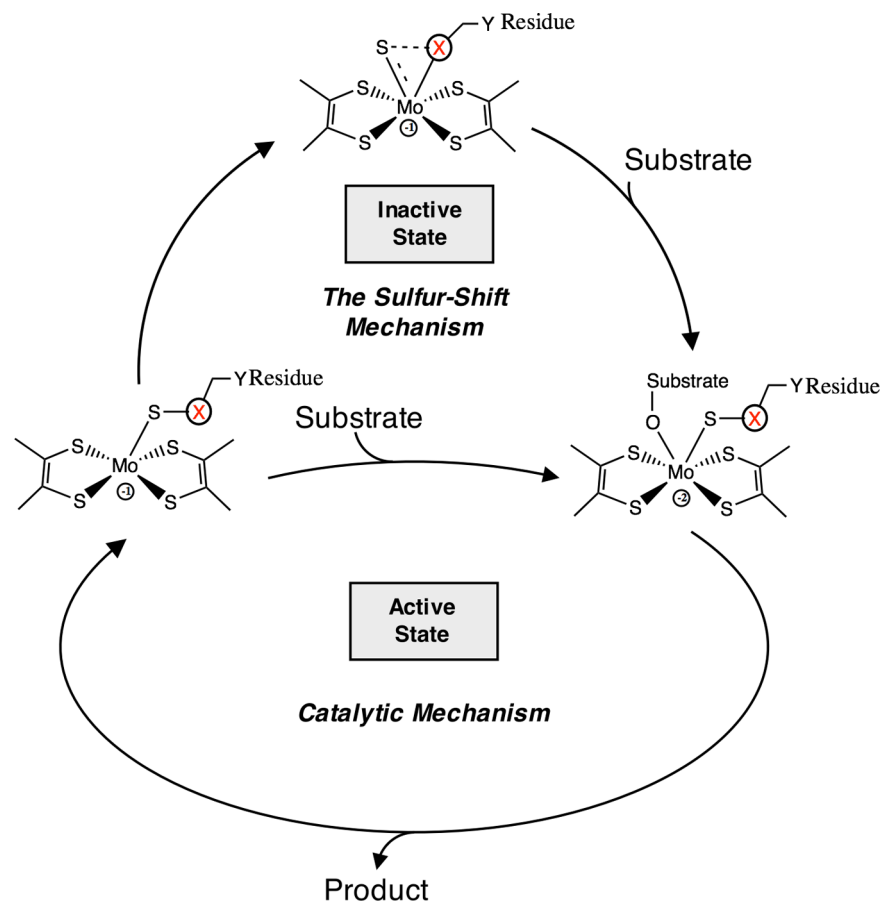 Y Residue
S
X
S
S
Mo
-1
S
S
Substrate
Inactive
State
The Sulfur-Shift
Mechanism
Y Residue
S
X
S
S
Mo
-1
S
S
Substrate
Substrate
O
Y Residue
S
X
S
S
Mo
-2
S
S
Active
State
Catalytic Mechanism
Product